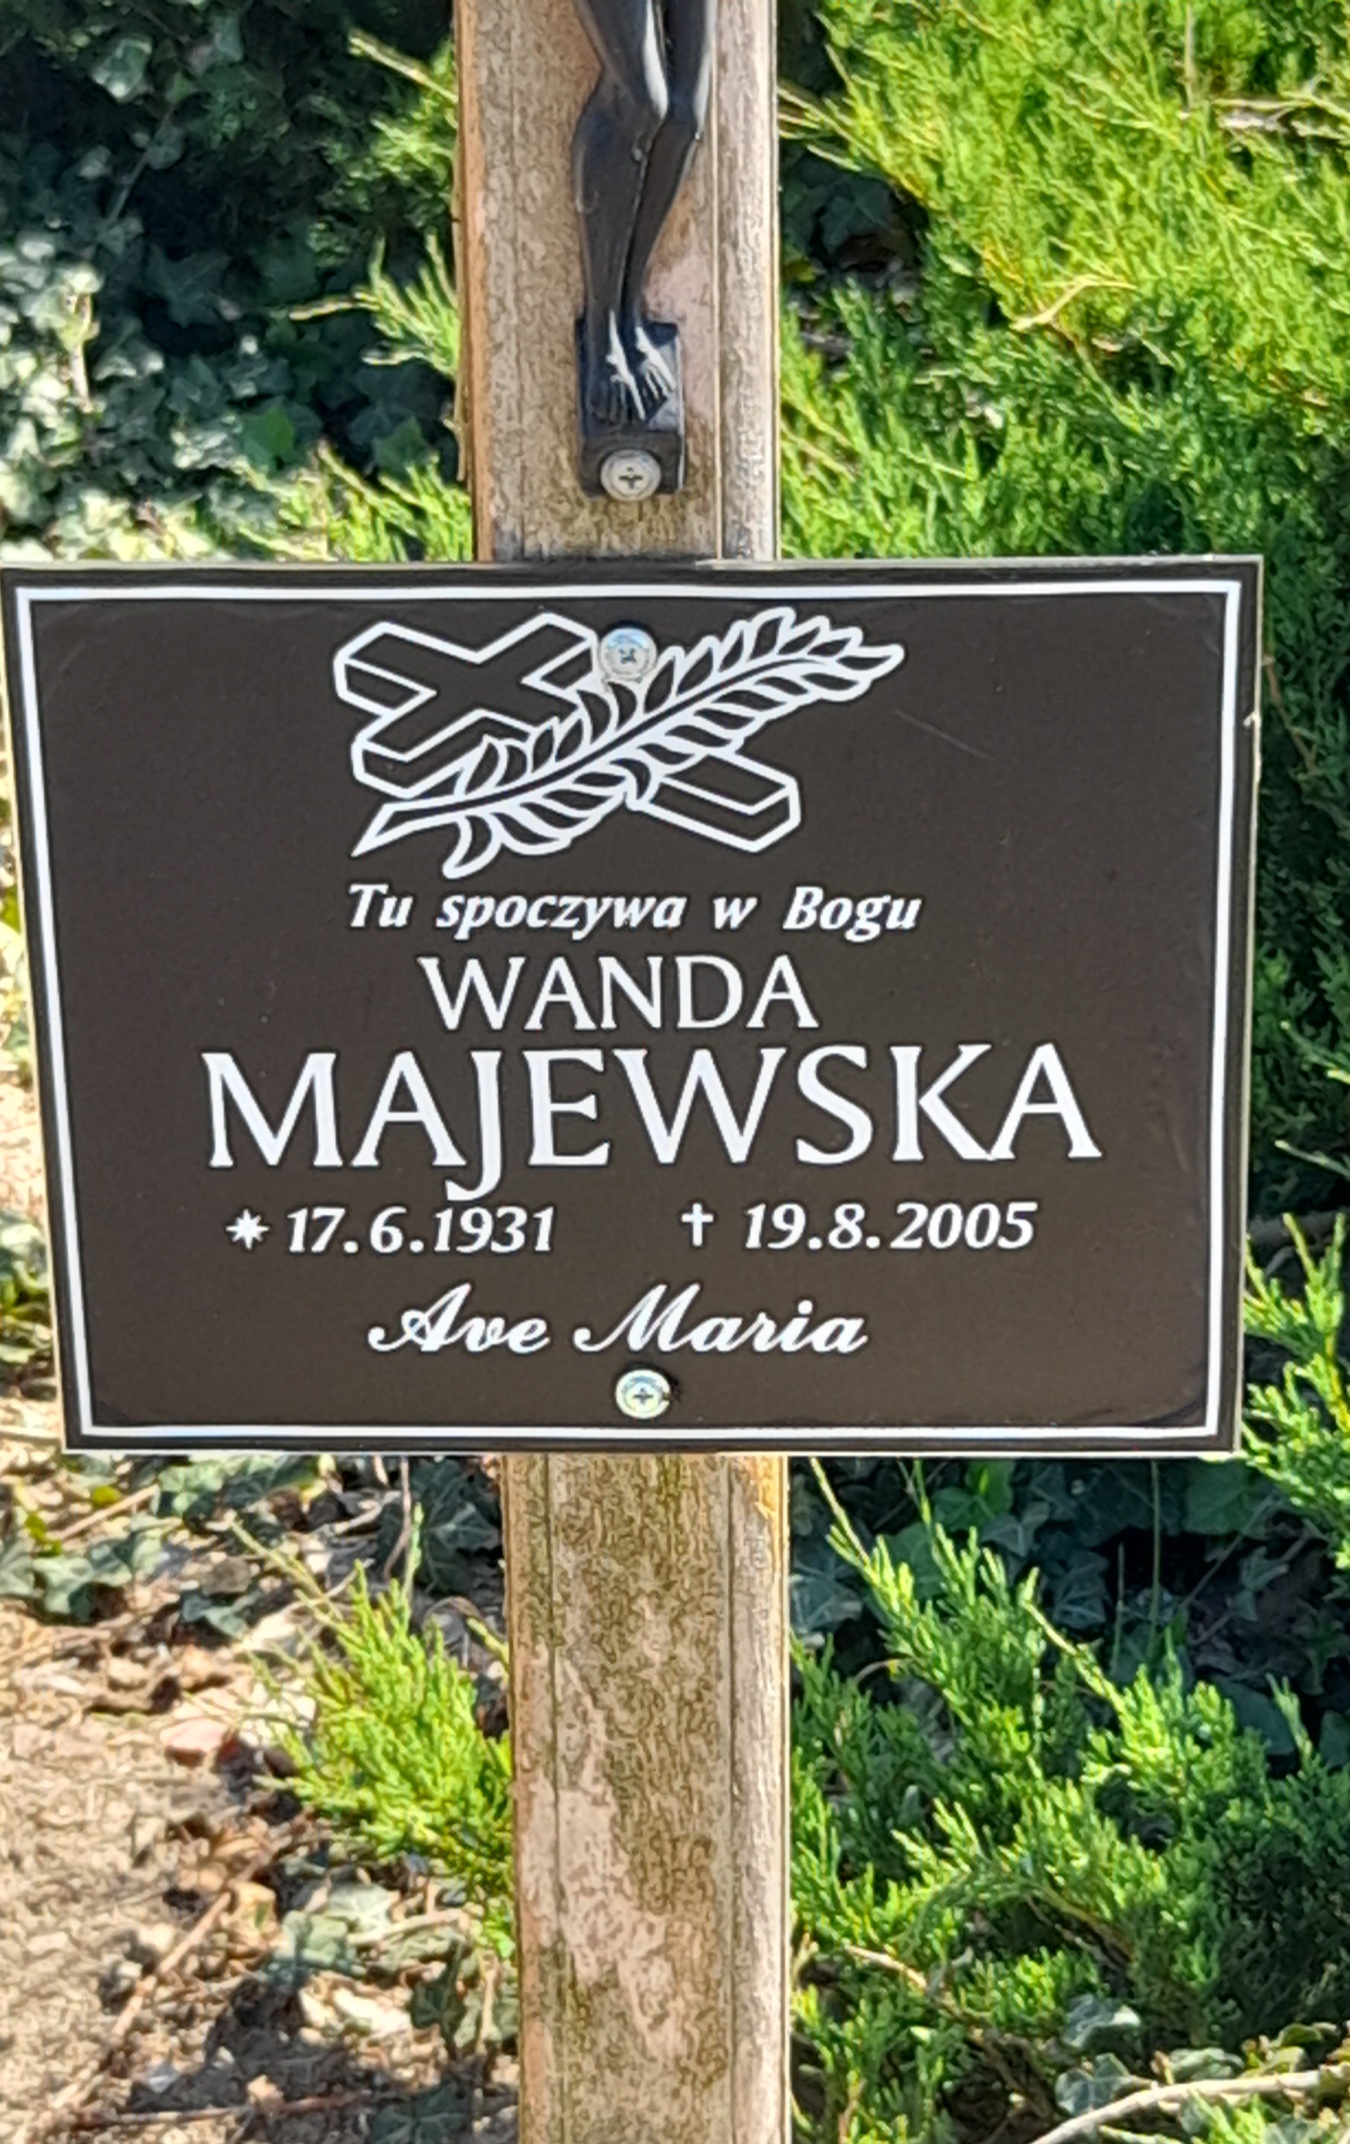 Tu spoczywa w Bogu
WANDA
MAJEWSKA
* 17.6.1931 † 19.8.2005
Ave Maria